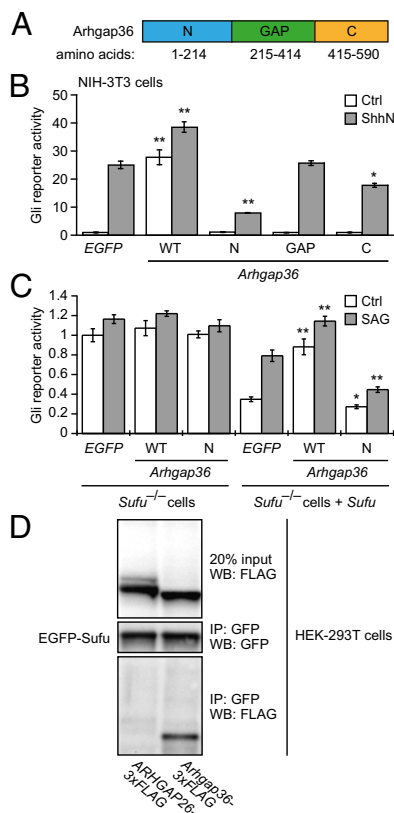 A
Arhgap36 N GAP C
amino acids: 1-214 215-414 415-590
B
NIH-3T3 cells
Gli reporter activity
50
40
30
20
10
0
Ctrl
ShhN
** ** ** *
EGFP WT N GAP C
Arhgap36
C
Gli reporter activity
1.4
1.2
1
0.8
0.6
0.4
0.2
0
Ctrl
SAG
** ** * **
EGFP WT N EGFP WT N
Arhgap36 Arhgap36
Sufu–/– cells Sufu–/– cells + Sufu
D
20% input
WB: FLAG
EGFP-Sufu
IP: GFP
WB: GFP
HEK-293T cells
IP: GFP
WB: FLAG
ARHGAP26-
3xFLAG
Arhgap36-
3xFLAG